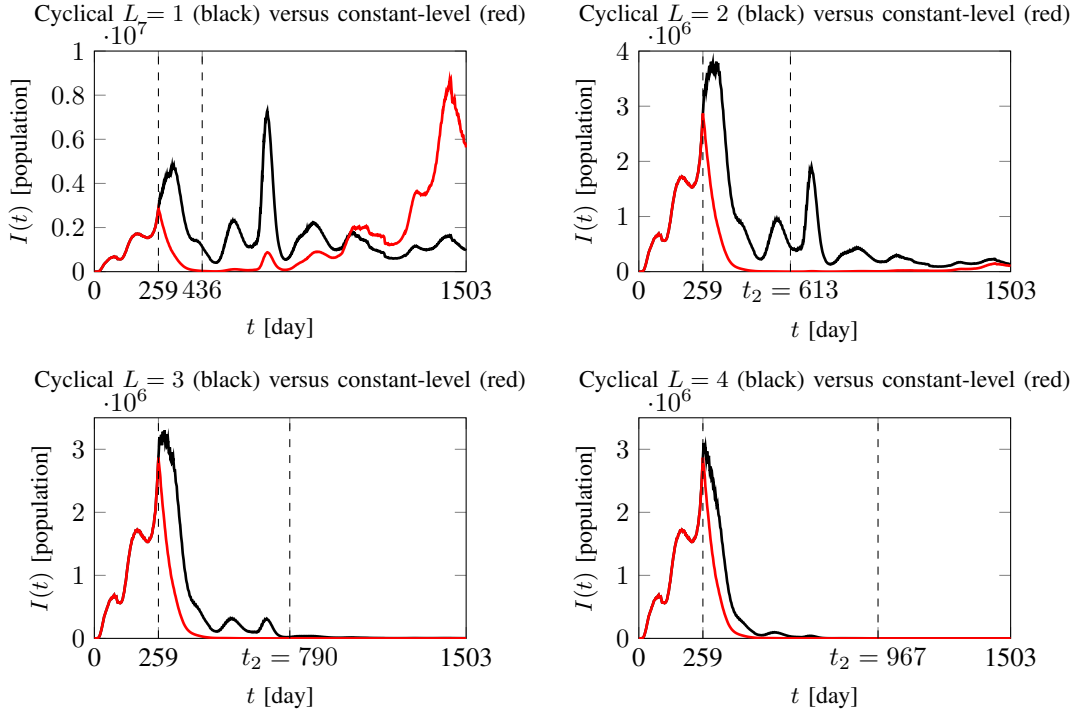 Cyclical L = 1 (black) versus constant-level (red)
·10^7
1
0.8
0.6
0.4
0.2
0
I(t) [population]
0
259
436
1503
t [day]
Cyclical L = 2 (black) versus constant-level (red)
·10^6
4
3
2
1
0
I(t) [population]
0
259
t₂ = 613
1503
t [day]
Cyclical L = 3 (black) versus constant-level (red)
·10^6
3
2
1
0
I(t) [population]
0
259
t₂ = 790
1503
t [day]
Cyclical L = 4 (black) versus constant-level (red)
·10^6
3
2
1
0
I(t) [population]
0
259
t₂ = 967
1503
t [day]